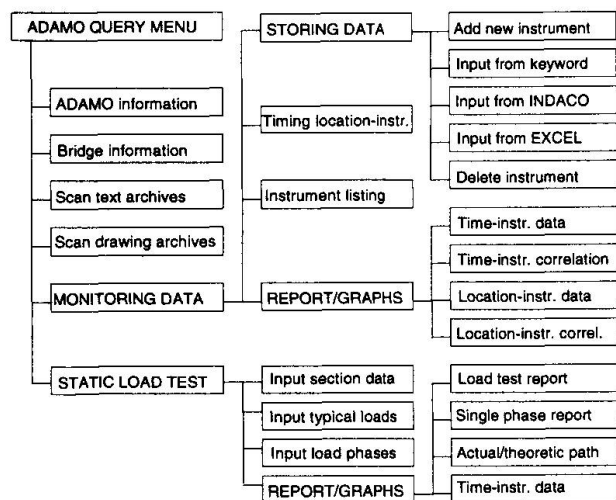 ADAMO QUERY MENU
ADAMO information
Bridge information
Scan text archives
Scan drawing archives
MONITORING DATA
STATIC LOAD TEST
STORING DATA
Timing location-instr.
Instrument listing
REPORT/GRAPHS
Add new instrument
Input from keyword
Input from INDACO
Input from EXCEL
Delete instrument
Time-instr. data
Time-instr. correlation
Location-instr. data
Location-instr. correl.
Input section data
Input typical loads
Input load phases
REPORT/GRAPHS
Load test report
Single phase report
Actual/theoretic path
Time-instr. data